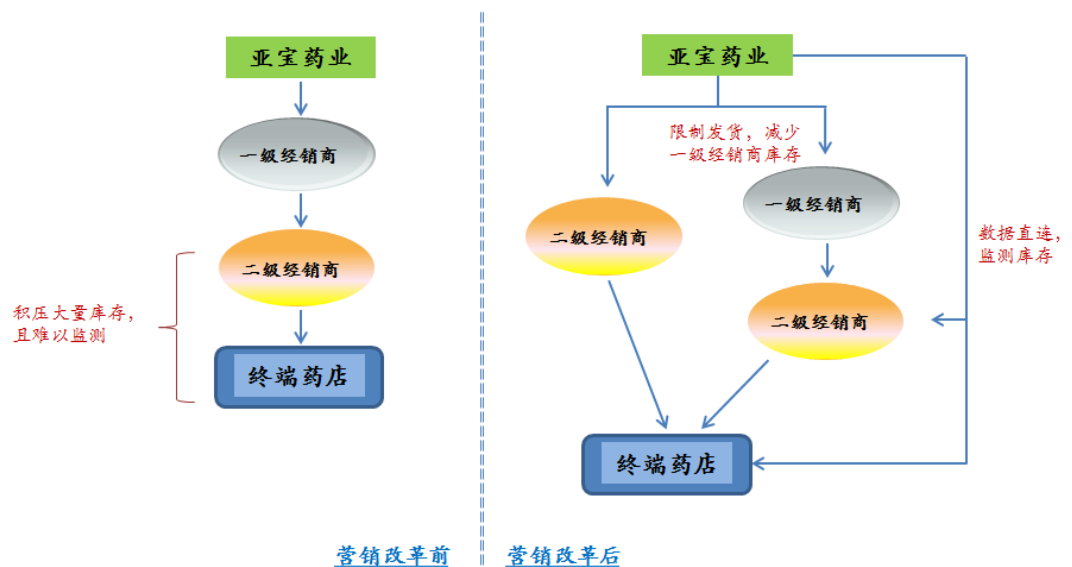 亚宝药业
一级经销商
二级经销商
积压大量库存，
且难以监测
终端药店
营销改革前
亚宝药业
限制发货，减少
一级经销商库存
一级经销商
二级经销商
数据直连，
监测库存
二级经销商
终端药店
营销改革后